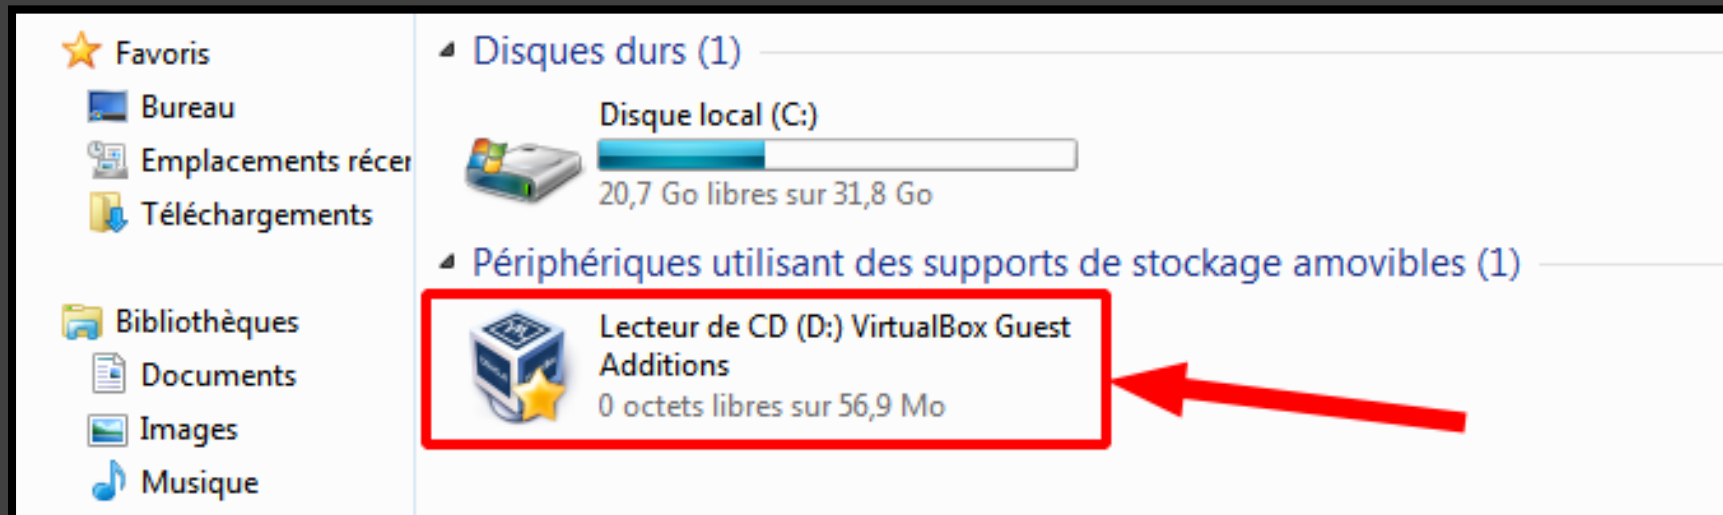 Favoris
Bureau
Emplacements récer
Téléchargements
Bibliothèques
Documents
Images
Musique
Disques durs (1)
Disque local (C:)
20,7 Go libres sur 31,8 Go
Périphériques utilisant des supports de stockage amovibles (1)
Lecteur de CD (D:) VirtualBox Guest
Additions
0 octets libres sur 56,9 Mo